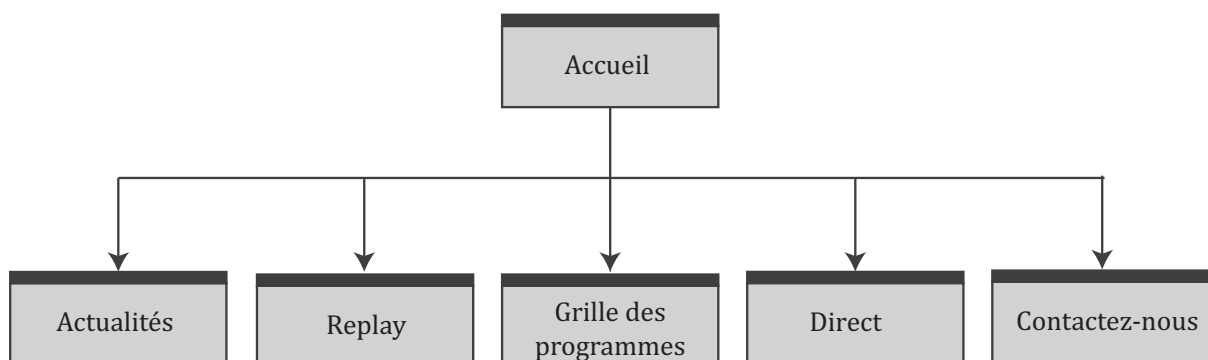 Accueil
Actualités
Replay
Grille des
programmes
Direct
Contactez-nous